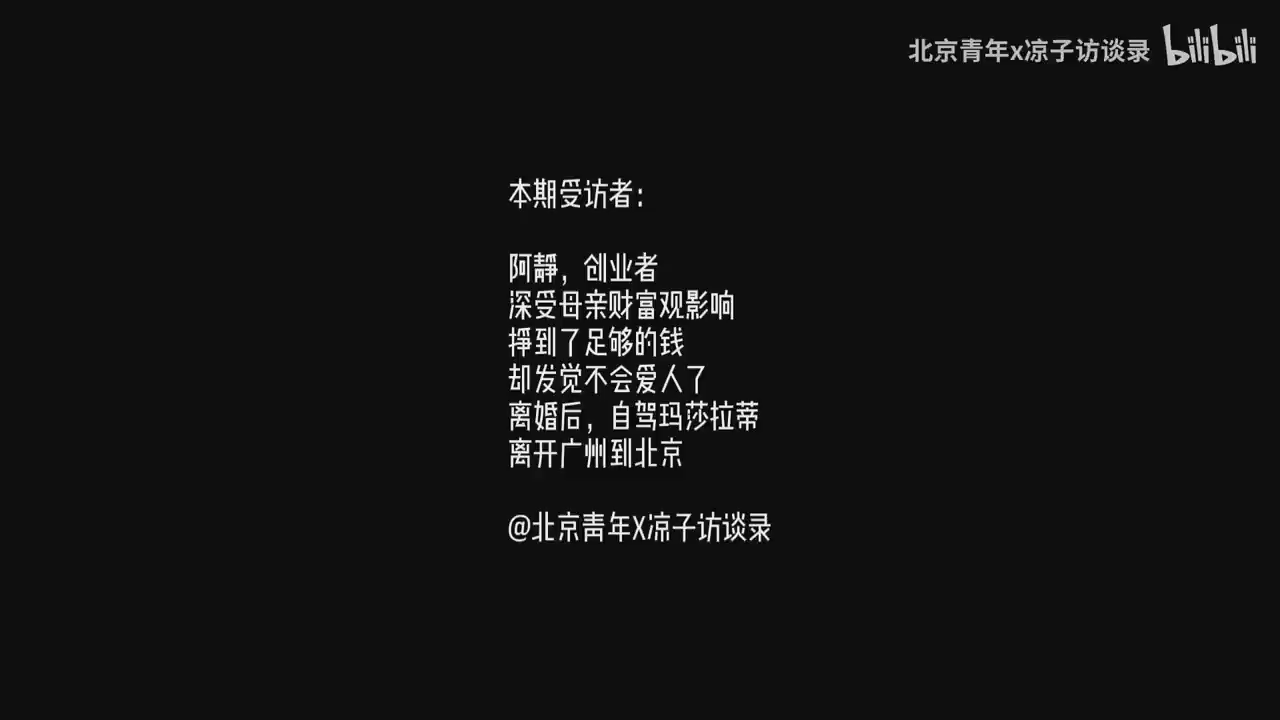 北京青年x凉子访谈录 bilibili
本期受访者：
阿静，创业者
深受母亲财富观影响
挣到了足够的钱
却发觉不会爱人了
离婚后，自驾玛莎拉蒂
离开广州到北京
@北京青年X凉子访谈录